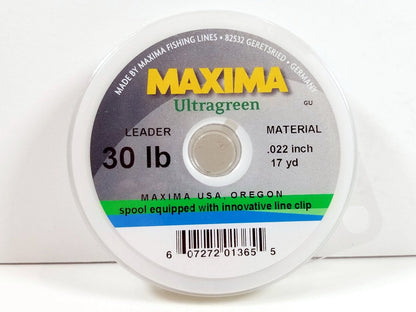 MADE BY MAXIMA FISHING LINES • 82532 GERETSRIED • GERMANY
MAXIMA
Ultragreen
GU
LEADER MATERIAL
30 lb .022 inch
17 yd
MAXIMA USA, OREGON
spool equipped with innovative line clip
6 07272 01365 5